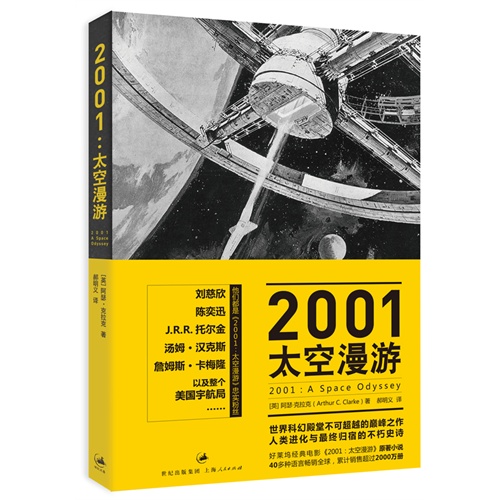 2001：太空漫游
2001
A Space
Odyssey
[英] 阿瑟·克拉克 著
郝明义 译
世纪出版集团 上海人民出版社
刘慈欣
陈奕迅
J.R.R. 托尔金
汤姆·汉克斯
詹姆斯·卡梅隆
以及整个
美国宇航局
……
他们都是《2001：太空漫游》忠实粉丝
2001
太空漫游
2001 : A Space Odyssey
[英] 阿瑟·克拉克（Arthur C. Clarke）著　郝明义 译
世界科幻殿堂不可超越的巅峰之作
人类进化与最终归宿的不朽史诗
好莱坞经典电影《2001：太空漫游》原著小说
40多种语言畅销全球，累计销售超过2000万册